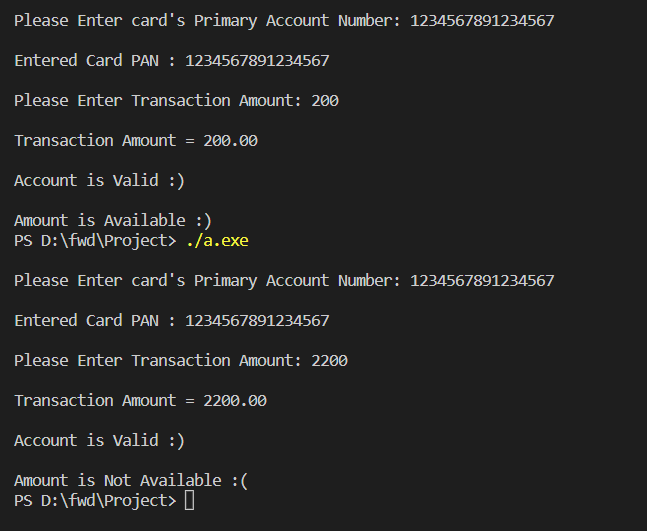 Please Enter card's Primary Account Number: 1234567891234567
Entered Card PAN : 1234567891234567
Please Enter Transaction Amount: 200
Transaction Amount = 200.00
Account is Valid :)
Amount is Available :)
PS D:\fwd\Project> ./a.exe
Please Enter card's Primary Account Number: 1234567891234567
Entered Card PAN : 1234567891234567
Please Enter Transaction Amount: 2200
Transaction Amount = 2200.00
Account is Valid :)
Amount is Not Available :(
PS D:\fwd\Project>